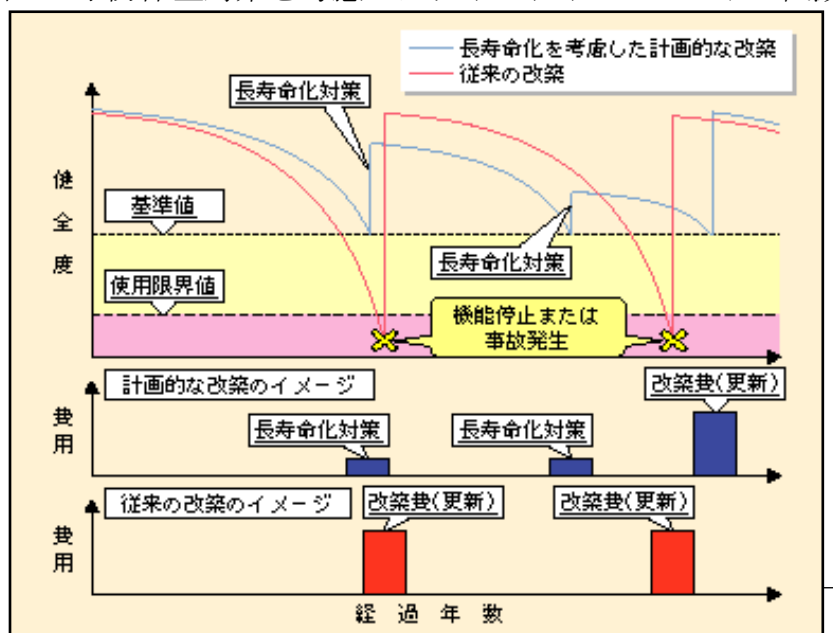 長寿命化を考慮した計画的な改築
従来の改築
長寿命化対策
健全度
基準値
使用限界値
長寿命化対策
機能停止または
事故発生
計画的な改築のイメージ
改築費(更新)
費用
長寿命化対策
長寿命化対策
従来の改築のイメージ
改築費(更新)
改築費(更新)
費用
経過年数